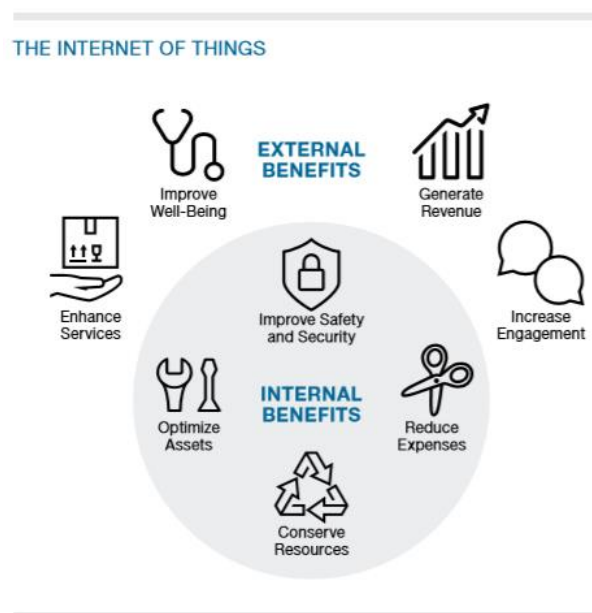 THE INTERNET OF THINGS
EXTERNAL
BENEFITS
Improve
Well-Being
Generate
Revenue
Enhance
Services
Increase
Engagement
Improve Safety
and Security
INTERNAL
BENEFITS
Optimize
Assets
Reduce
Expenses
Conserve
Resources